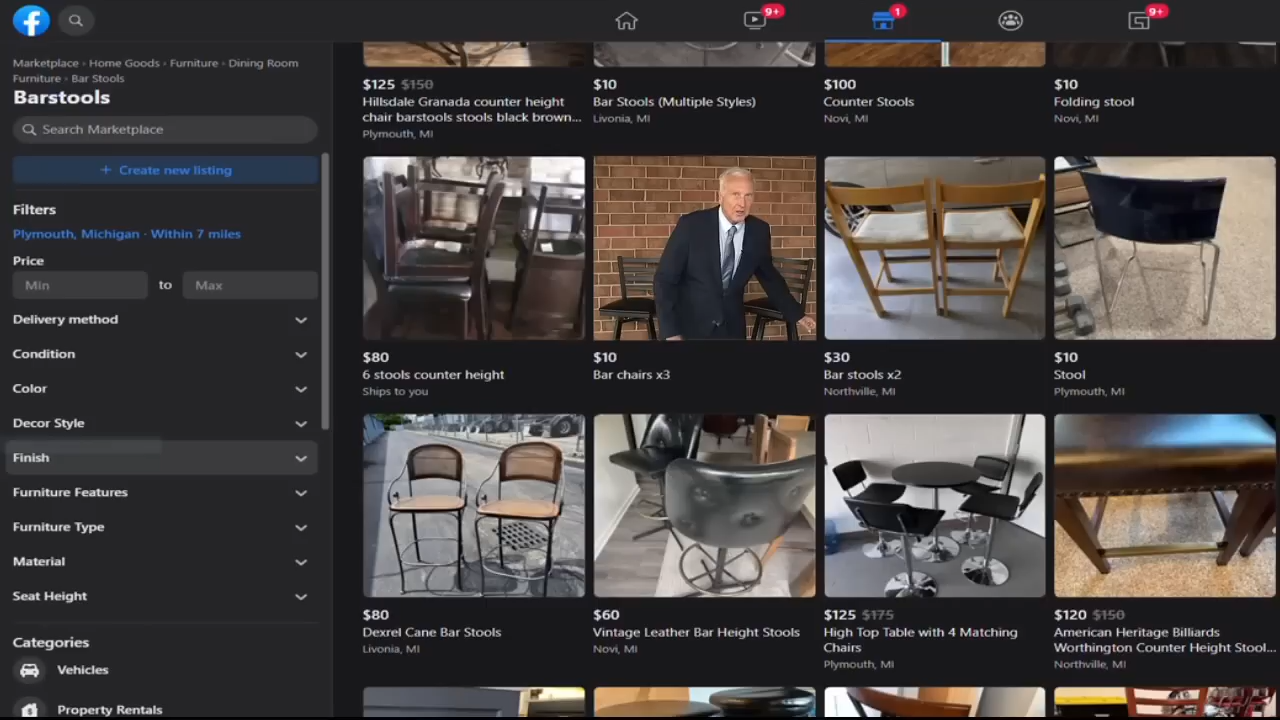 9+
1
9+
Marketplace · Home Goods · Furniture · Dining Room
Furniture · Bar Stools
Barstools
Search Marketplace
+ Create new listing
Filters
Plymouth, Michigan · Within 7 miles
Price
Min to Max
Delivery method
Condition
Color
Decor Style
Finish
Furniture Features
Furniture Type
Material
Seat Height
Categories
Vehicles
Property Rentals
$125 $150
Hillsdale Granada counter height
chair barstools stools black brown...
Plymouth, MI
$10
Bar Stools (Multiple Styles)
Livonia, MI
$100
Counter Stools
Novi, MI
$10
Folding stool
Novi, MI
$80
6 stools counter height
Ships to you
$10
Bar chairs x3
$30
Bar stools x2
Northville, MI
$10
Stool
Plymouth, MI
$80
Dexrel Cane Bar Stools
Livonia, MI
$60
Vintage Leather Bar Height Stools
Novi, MI
$125 $175
High Top Table with 4 Matching
Chairs
Plymouth, MI
$120 $150
American Heritage Billiards
Worthington Counter Height Stool...
Northville, MI